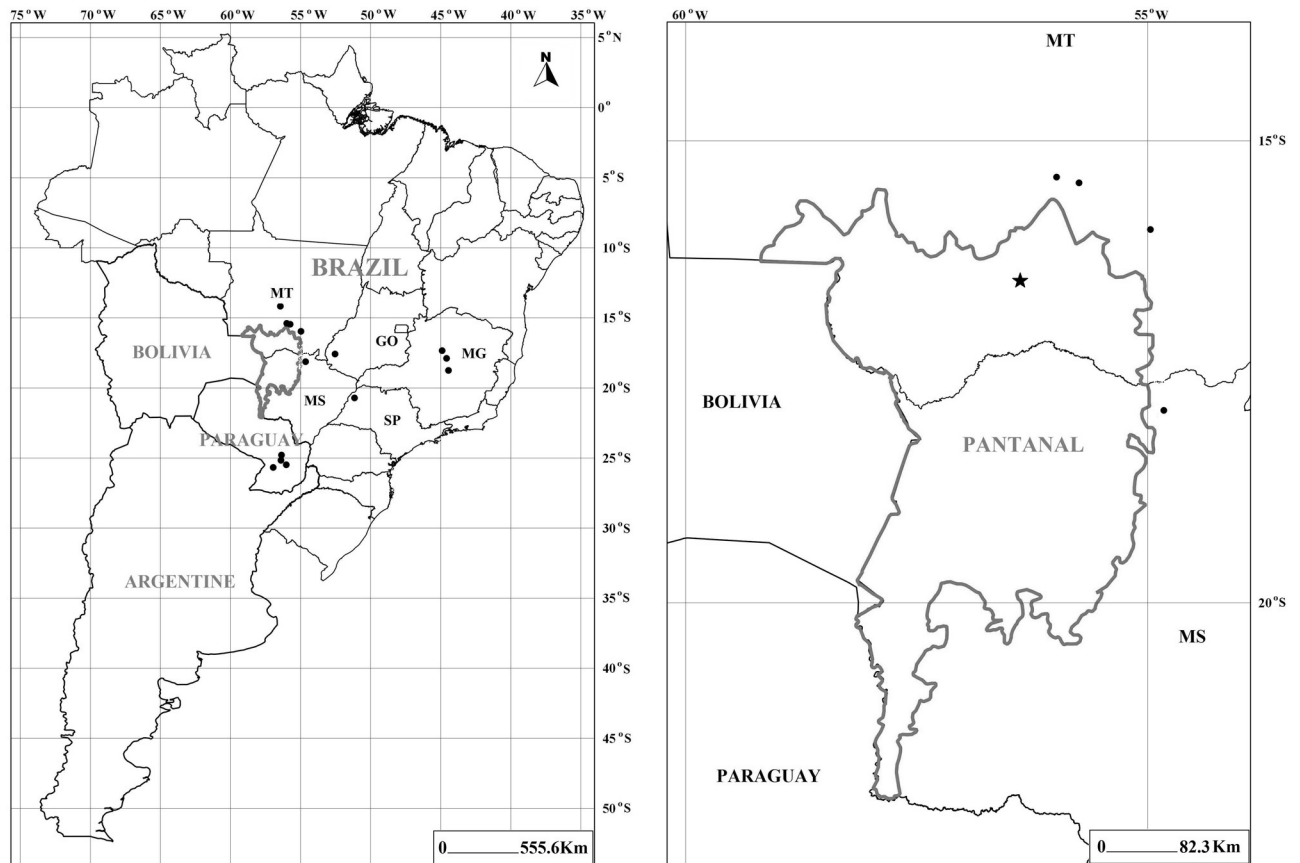 75°W 70°W 65°W 60°W 55°W 50°W 45°W 40°W 35°W
5°N
N
0°
5°S
10°S
BRAZIL
MT
15°S
BOLIVIA
GO
MG
20°S
MS
SP
PARAGUAY
25°S
30°S
ARGENTINE
35°S
40°S
45°S
50°S
0 555.6Km
60°W 55°W
MT
15°S
BOLIVIA
PANTANAL
20°S
MS
PARAGUAY
0 82.3Km